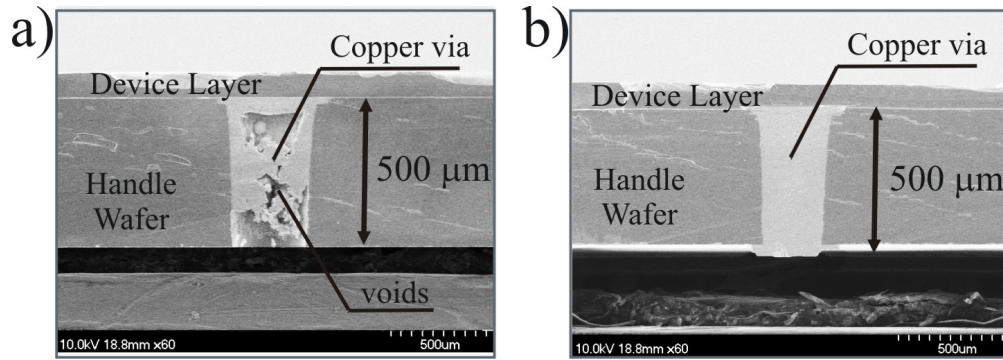 a)
Copper via
Device Layer
500 μm
Handle
Wafer
voids
10.0kV 18.8mm x60
500um
b)
Copper via
Device Layer
500 μm
Handle
Wafer
10.0kV 18.8mm x60
500um